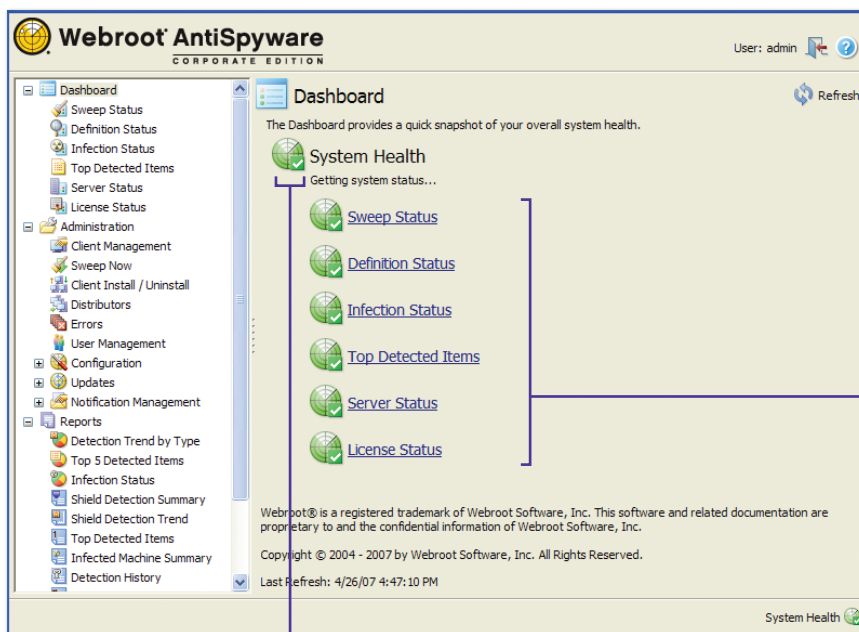 Webroot® AntiSpyware
CORPORATE EDITION
User: admin
Dashboard
Sweep Status
Definition Status
Infection Status
Top Detected Items
Server Status
License Status
Administration
Client Management
Sweep Now
Client Install / Uninstall
Distributors
Errors
User Management
Configuration
Updates
Notification Management
Reports
Detection Trend by Type
Top 5 Detected Items
Infection Status
Shield Detection Summary
Shield Detection Trend
Top Detected Items
Infected Machine Summary
Detection History
Dashboard
Refresh
The Dashboard provides a quick snapshot of your overall system health.
System Health
Getting system status...
Sweep Status
Definition Status
Infection Status
Top Detected Items
Server Status
License Status
Webroot® is a registered trademark of Webroot Software, Inc. This software and related documentation are
proprietary to and the confidential information of Webroot Software, Inc.
Copyright © 2004 - 2007 by Webroot Software, Inc. All Rights Reserved.
Last Refresh: 4/26/07 4:47:10 PM
System Health